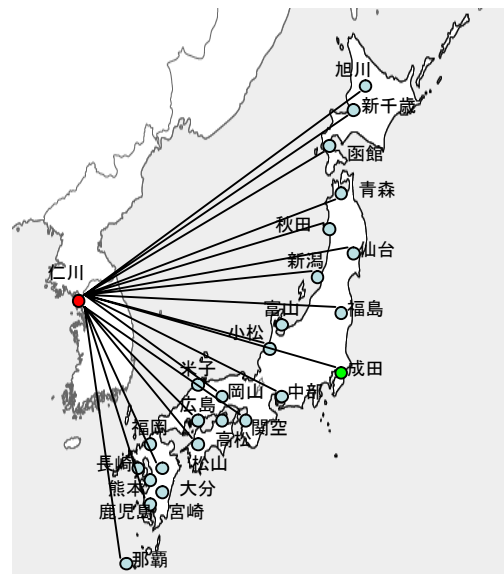 旭川
新千歳
函館
青森
秋田
仙台
新潟
仁川
富山
福島
小松
米子
成田
岡山
中部
広島
福岡
関空
高松
長崎
松山
熊本
大分
鹿児島
宮崎
那覇